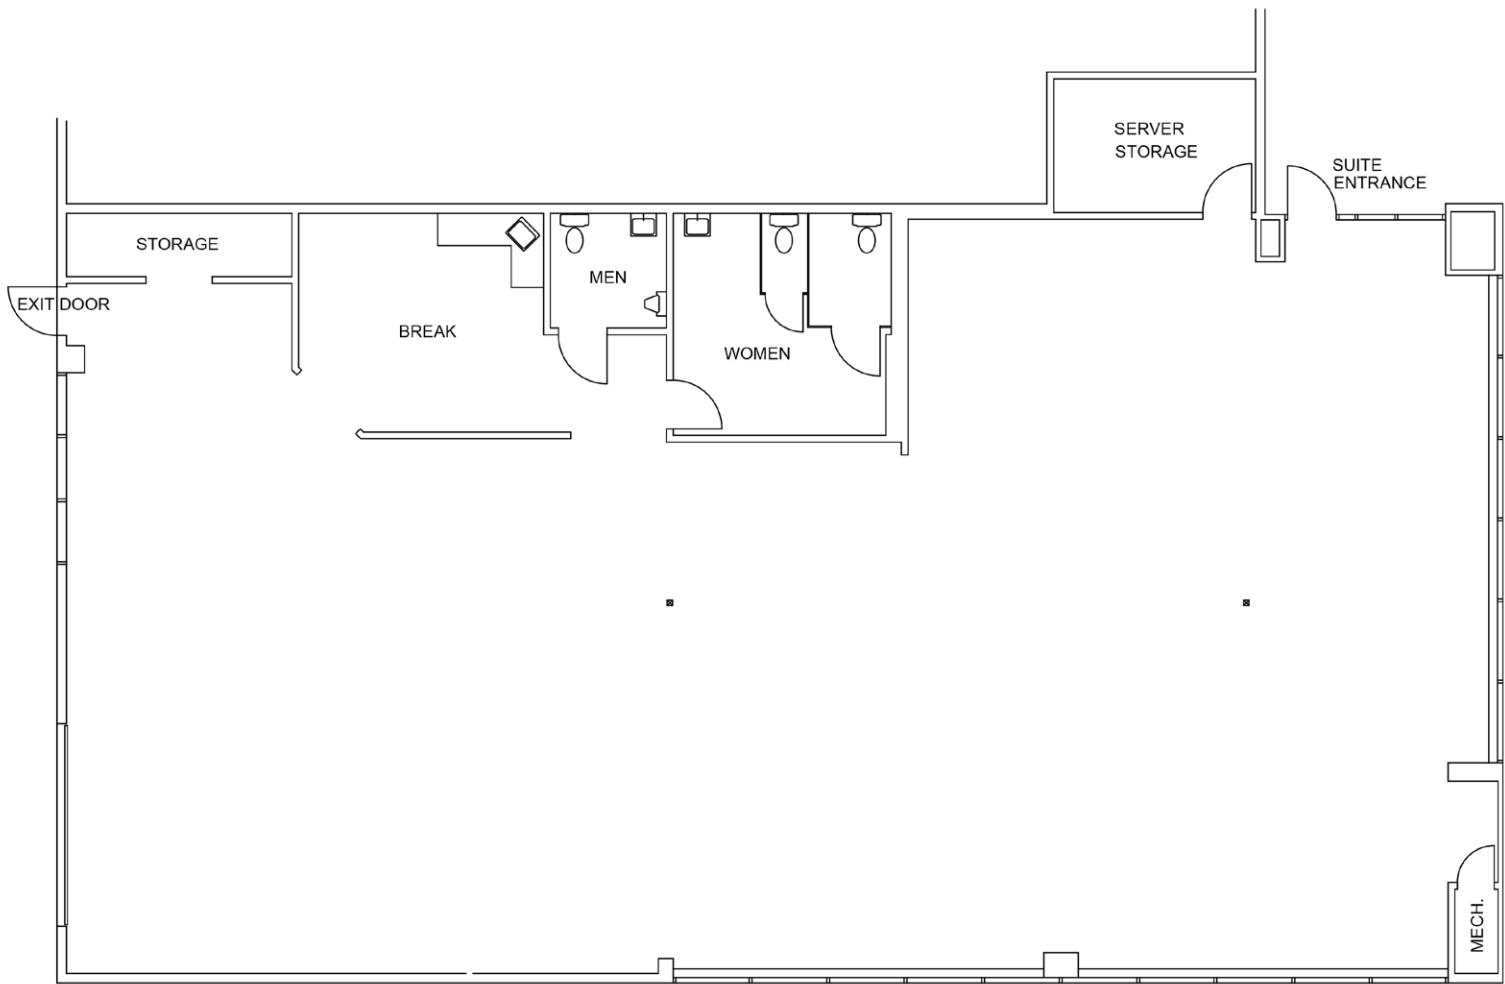 SERVER
STORAGE
SUITE
ENTRANCE
STORAGE
MEN
EXIT DOOR
BREAK
WOMEN
MECH.